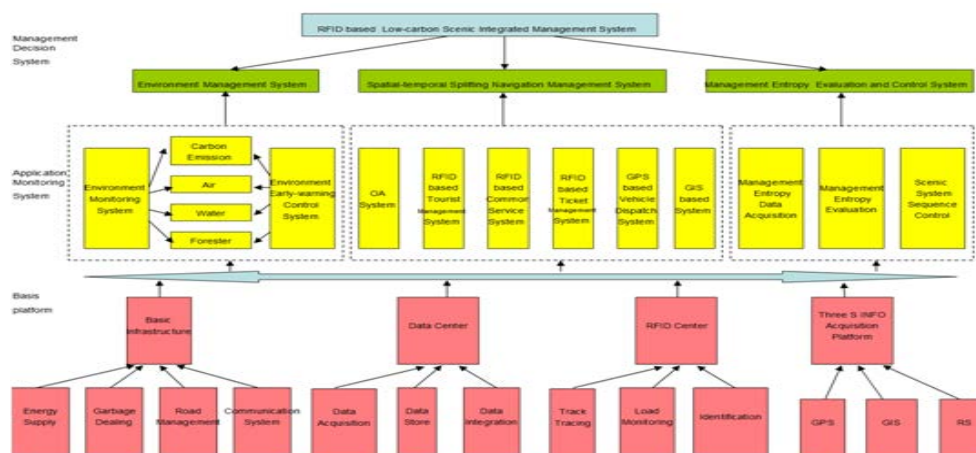 Management
Decision
System
RFID based Low-carbon Scenic Integrated Management System
Environment Management System
Spatial-temporal Splitting Navigation Management System
Management Entropy Evaluation and Control System
Application
Monitoring
System
Environment
Monitoring
System
Carbon
Emission
Air
Water
Forester
Environment
Early-warning
Control
System
OA
System
RFID
based
Tourist
Management
System
RFID
based
Common
Service
System
RFID
based
Ticket
Management
System
GPS
based
Vehicle
Dispatch
System
GIS
based
System
Management
Entropy
Data
Acquisition
Management
Entropy
Evaluation
Scenic
System
Sequence
Control
Basis
platform
Basic
Infrastructure
Data Center
RFID Center
Three S INFO
Acquisition
Platform
Energy
Supply
Garbage
Dealing
Road
Management
Communication
System
Data
Acquisition
Data
Store
Data
Integration
Track
Tracing
Load
Monitoring
Identification
GPS
GIS
RS